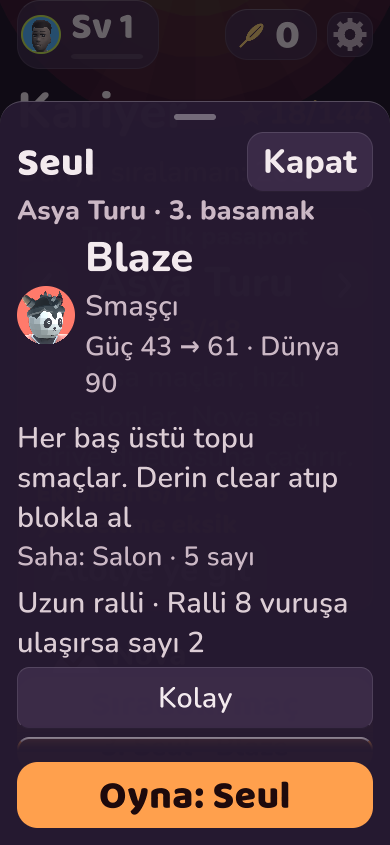 Sv 1
0
Seul
Kapat
Asya Turu · 3. basamak
Blaze
Smaşçı
Güç 43 → 61 · Dünya
90
Her baş üstü topu
smaçlar. Derin clear atıp
blokla al
Saha: Salon · 5 sayı
Uzun ralli · Ralli 8 vuruşa
ulaşırsa sayı 2
Kolay
Oyna: Seul